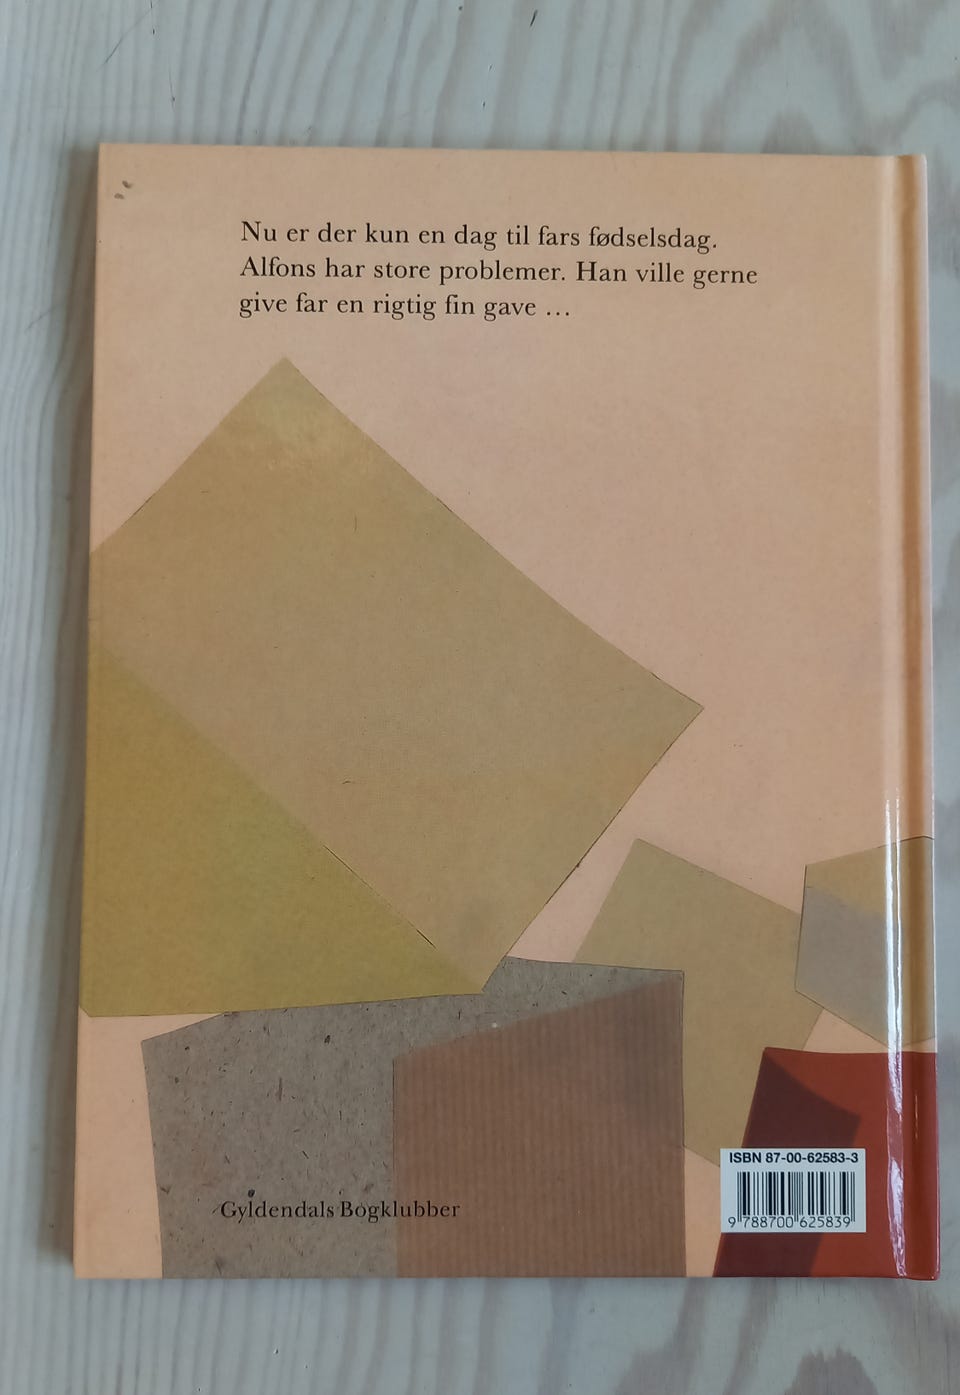 Nu er der kun en dag til fars fødselsdag.
Alfons har store problemer. Han ville gerne
give far en rigtig fin gave ...
Gyldendals Bogklubber
ISBN 87-00-62583-3
9 788700 625839